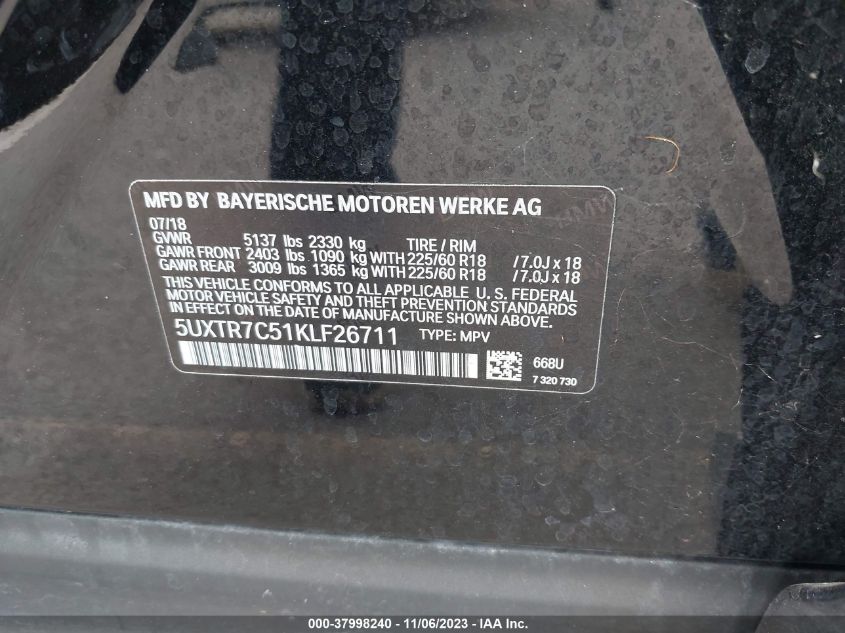 MFD BY BAYERISCHE MOTOREN WERKE AG
07/18
GVWR 5137 lbs 2330 kg TIRE / RIM
GAWR FRONT 2403 lbs 1090 kg WITH 225/60 R18 / 7.0J x 18
GAWR REAR 3009 lbs 1365 kg WITH 225/60 R18 / 7.0J x 18
THIS VEHICLE CONFORMS TO ALL APPLICABLE U. S. FEDERAL
MOTOR VEHICLE SAFETY AND THEFT PREVENTION STANDARDS
IN EFFECT ON THE DATE OF MANUFACTURE SHOWN ABOVE.
5UXTR7C51KLF26711 TYPE: MPV
668U
7 320 730
000-37998240 - 11/06/2023 - IAA Inc.